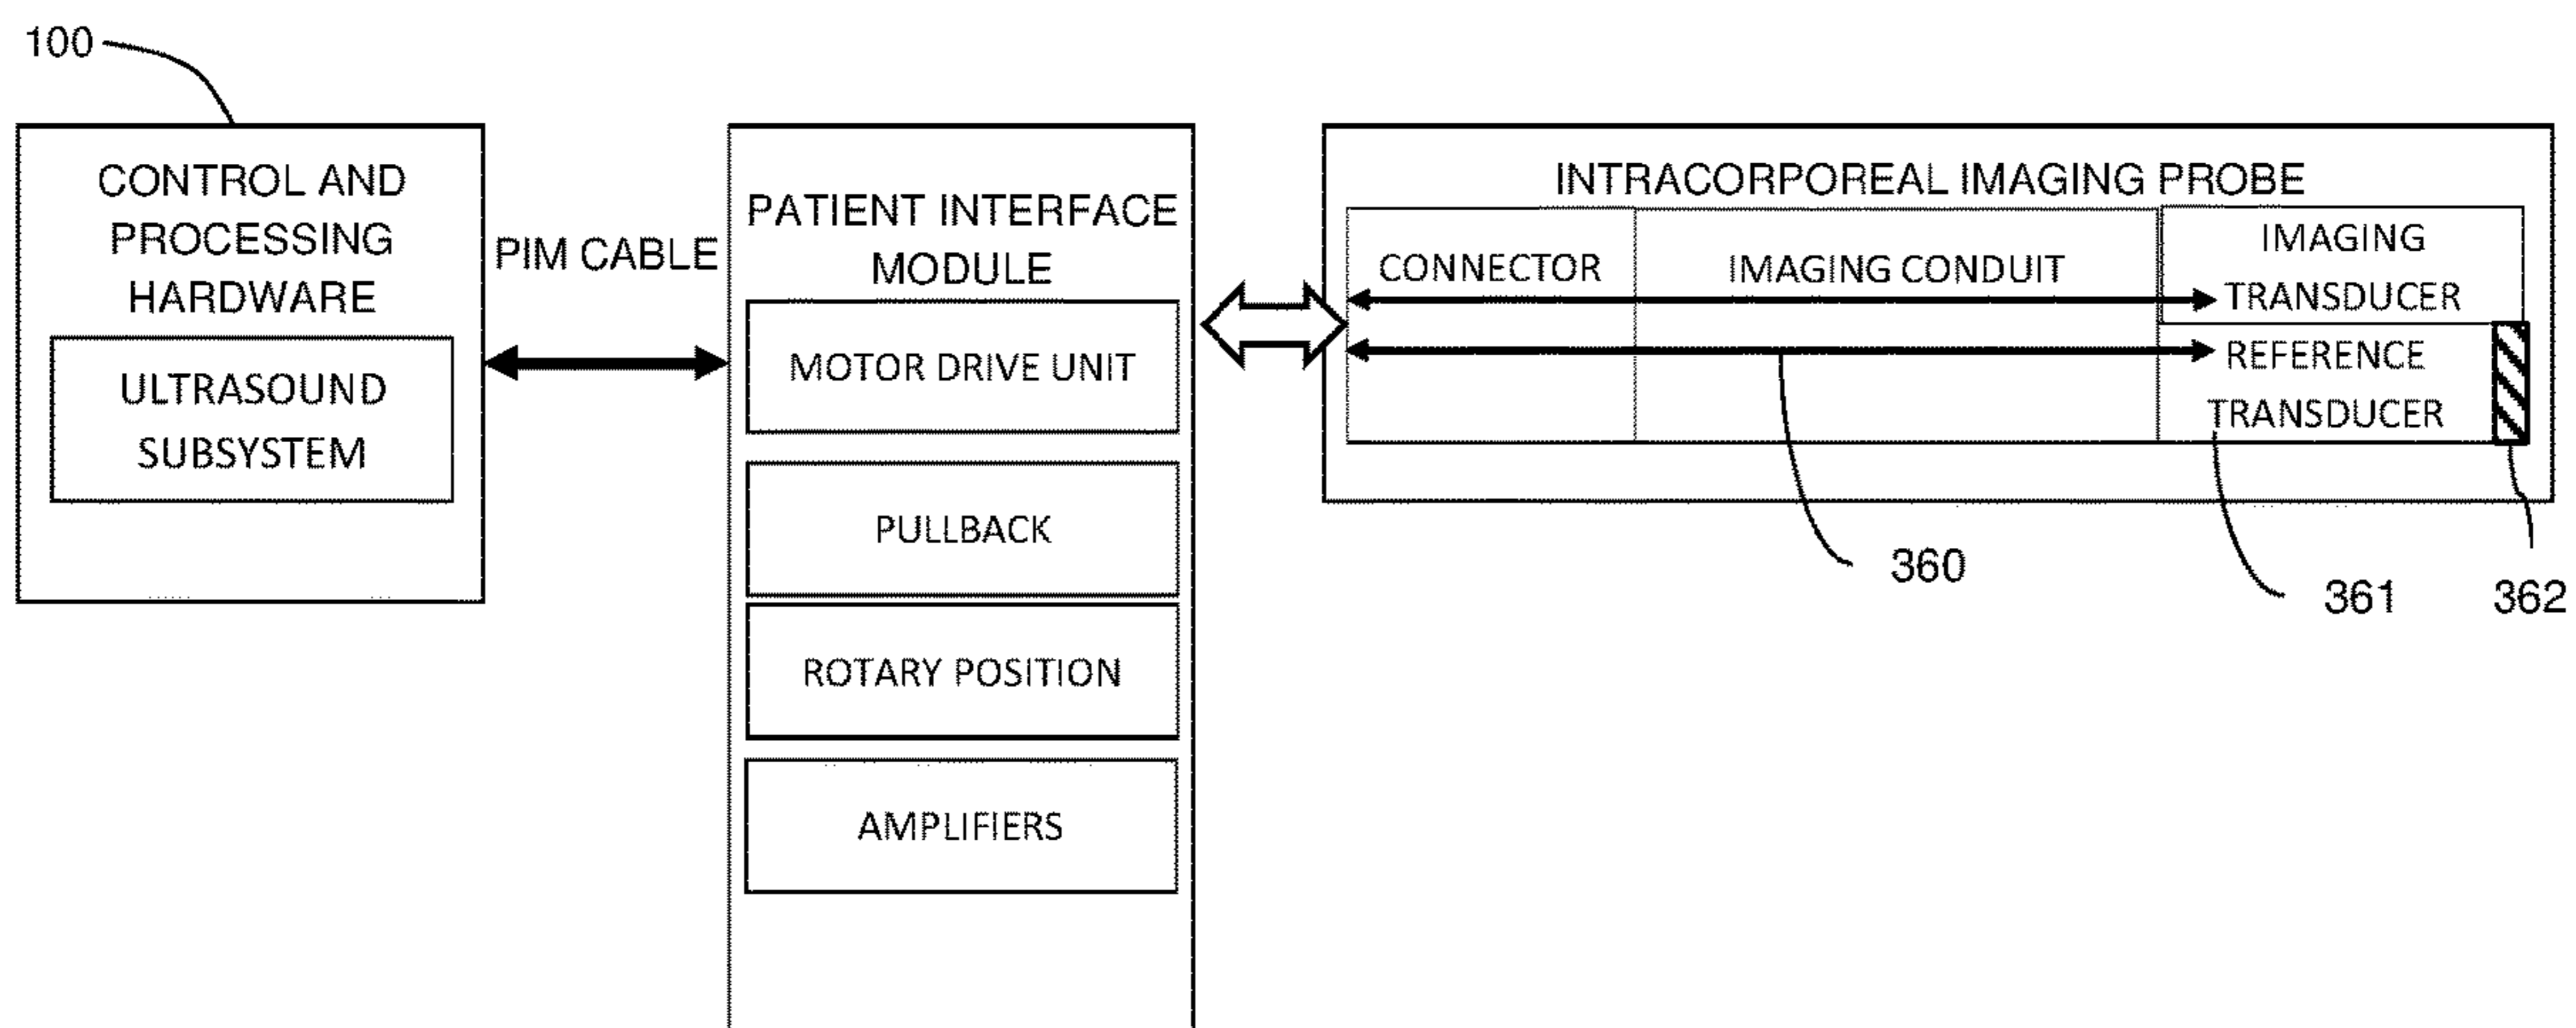 100
CONTROL AND
PROCESSING
HARDWARE
ULTRASOUND
SUBSYSTEM
PIM CABLE
PATIENT INTERFACE
MODULE
MOTOR DRIVE UNIT
PULLBACK
ROTARY POSITION
AMPLIFIERS
INTRACORPOREAL IMAGING PROBE
CONNECTOR
IMAGING CONDUIT
IMAGING
TRANSDUCER
REFERENCE
TRANSDUCER
360
361
362